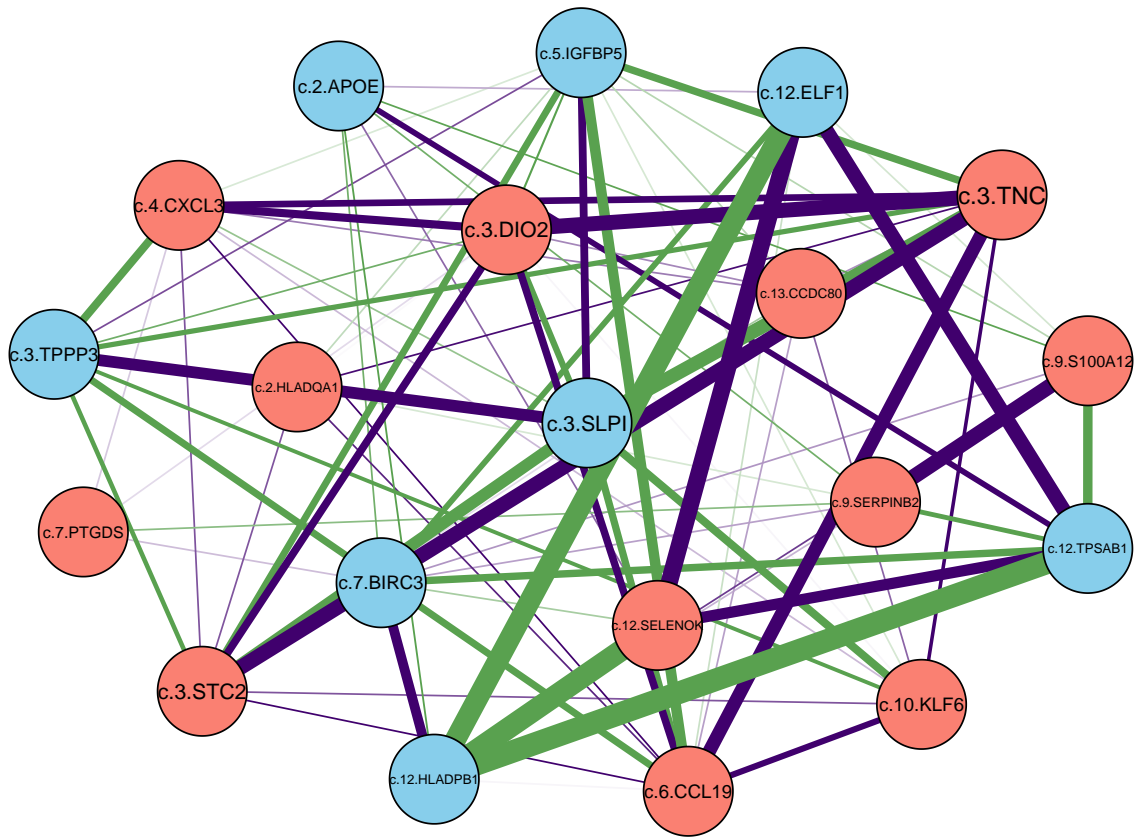 c.5.IGFBP5
c.2.APOE
c.12.ELF1
c.4.CXCL3
c.3.TNC
c.3.DIO2
c.13.CCDC80
c.3.TPPP3
c.9.S100A12
c.2.HLADQA1
c.3.SLPI
c.9.SERPINB2
c.7.PTGDS
c.12.TPSAB1
c.7.BIRC3
c.12.SELENOK
c.3.STC2
c.10.KLF6
c.12.HLADPB1
c.6.CCL19